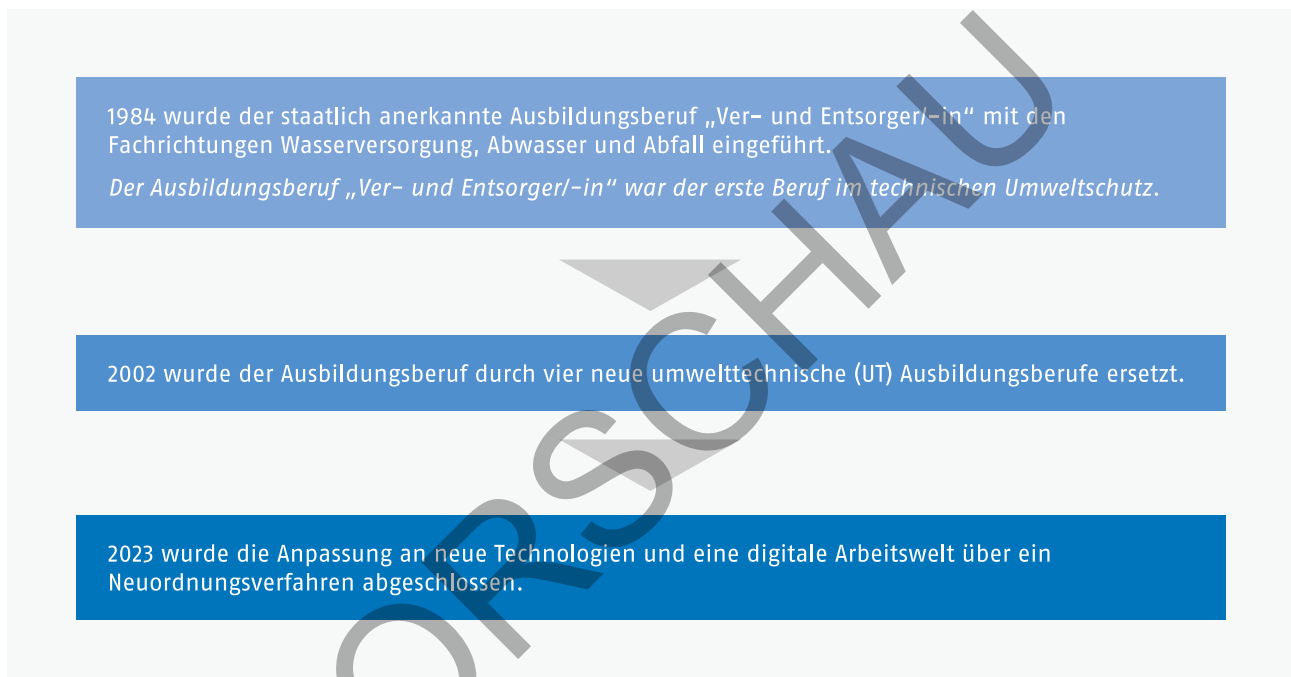 1984 wurde der staatlich anerkannte Ausbildungsberuf „Ver- und Entsorger/-in“ mit den
Fachrichtungen Wasserversorgung, Abwasser und Abfall eingeführt.
Der Ausbildungsberuf „Ver- und Entsorger/-in“ war der erste Beruf im technischen Umweltschutz.
2002 wurde der Ausbildungsberuf durch vier neue umwelttechnische (UT) Ausbildungsberufe ersetzt.
2023 wurde die Anpassung an neue Technologien und eine digitale Arbeitswelt über ein
Neuordnungsverfahren abgeschlossen.
ORSCHAU